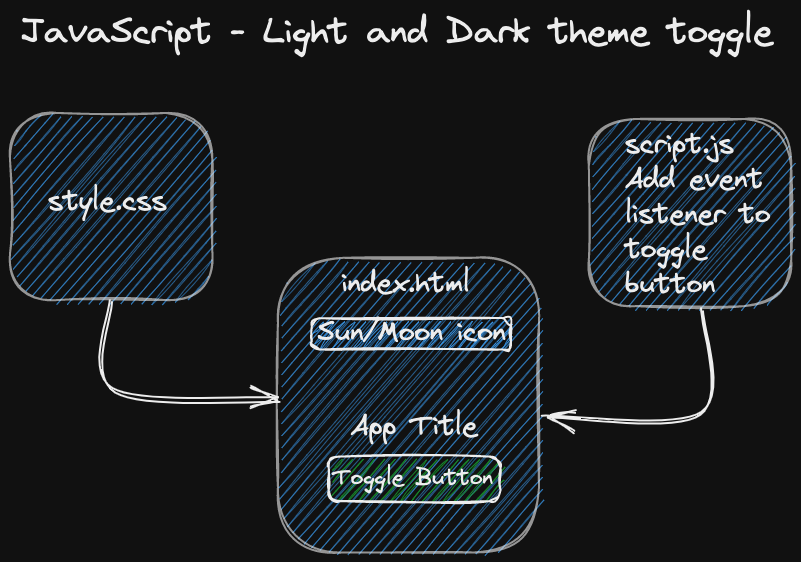 JavaScript - Light and Dark theme toggle
style.css
script.js
Add event
listener to
toggle
button
index.html
Sun/Moon icon
App Title
Toggle Button